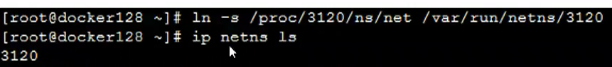 [root@docker128 ~]# ln -s /proc/3120/ns/net /var/run/netns/3120
[root@docker128 ~]# ip netns ls
3120